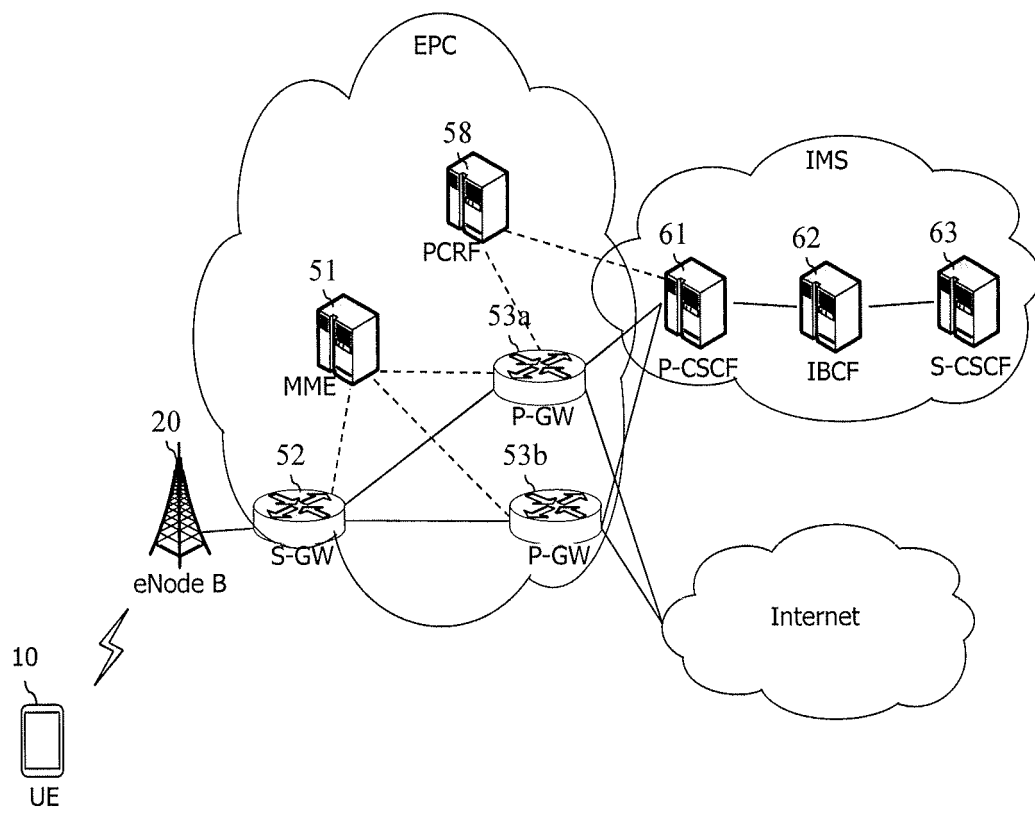 EPC
58
PCRF
IMS
61
P-CSCF
62
IBCF
63
S-CSCF
51
MME
53a
P-GW
20
eNode B
52
S-GW
53b
P-GW
Internet
10
UE